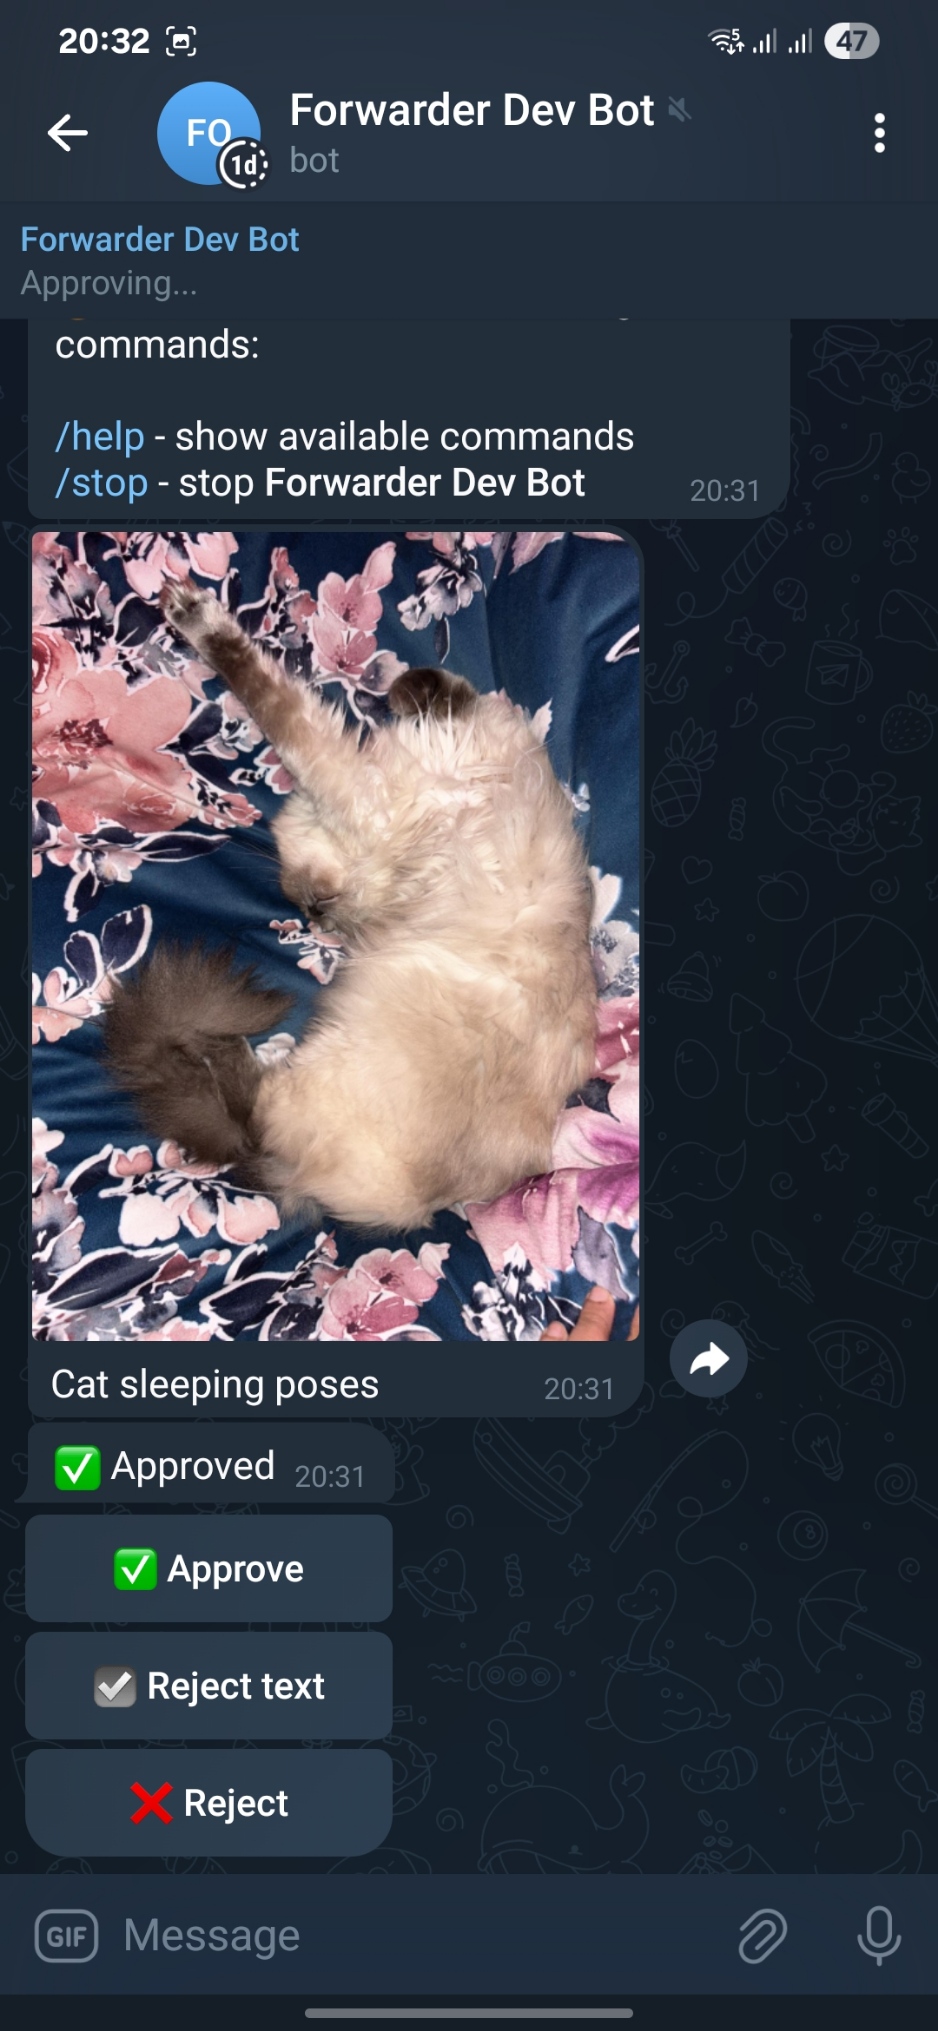 20:32
5
47
FO
1d
Forwarder Dev Bot
bot
Forwarder Dev Bot
Approving...
commands:
/help - show available commands
/stop - stop Forwarder Dev Bot
20:31
Cat sleeping poses
20:31
✅ Approved
20:31
✅ Approve
☑️ Reject text
❌ Reject
GIF
Message